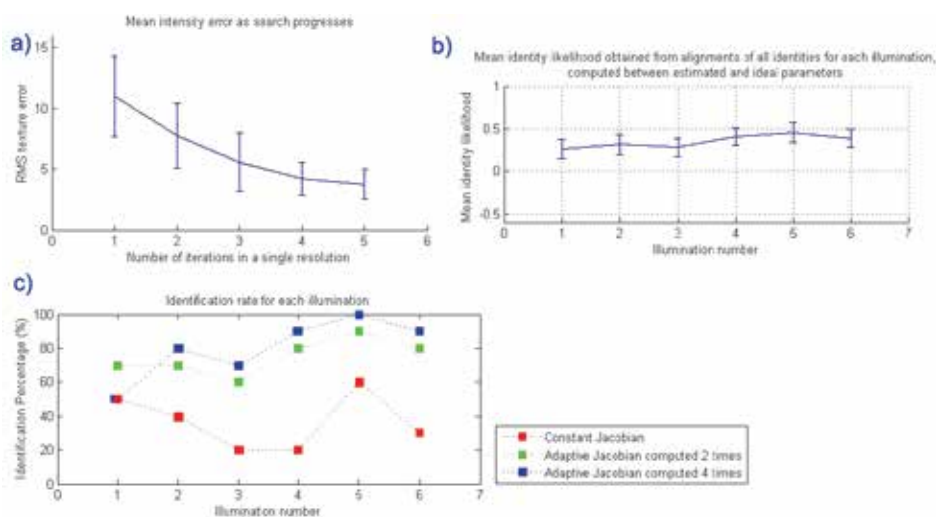 a)
Mean intensity error as search progresses
15
10
5
0
RMS texture error
0 1 2 3 4 5 6
Number of iterations in a single resolution
b)
Mean identity likelihood obtained from alignments of all identities for each illumination,
computed between estimated and ideal parameters
1
0.5
0
-0.5
Mean identity likelihood
0 1 2 3 4 5 6 7
Illumination number
c)
Identification rate for each illumination
100
80
60
40
20
0
Identification Percentage (%)
0 1 2 3 4 5 6 7
Illumination number
Constant Jacobian
Adaptive Jacobian computed 2 times
Adaptive Jacobian computed 4 times